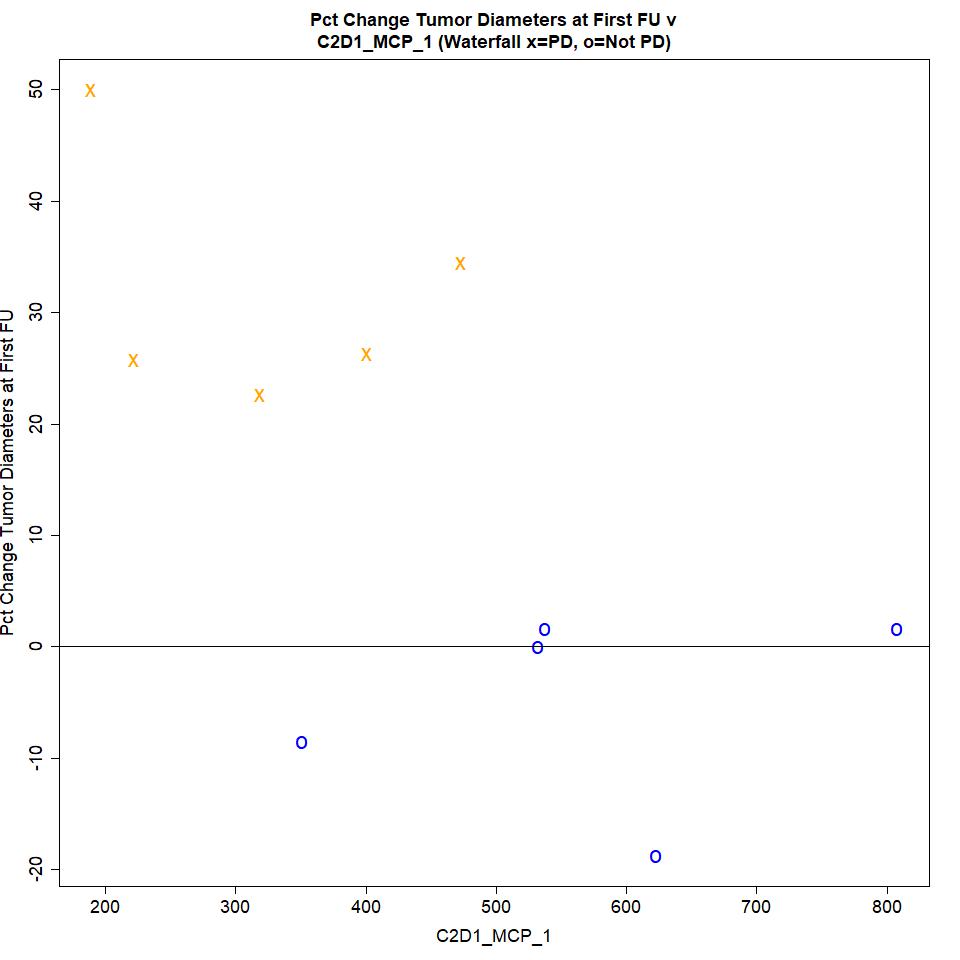 Pct Change Tumor Diameters at First FU v
C2D1_MCP_1 (Waterfall x=PD, o=Not PD)
Pct Change Tumor Diameters at First FU
50
40
30
20
10
0
-10
-20
X
X
X
X
X
O
O
O
O
O
200 300 400 500 600 700 800
C2D1_MCP_1